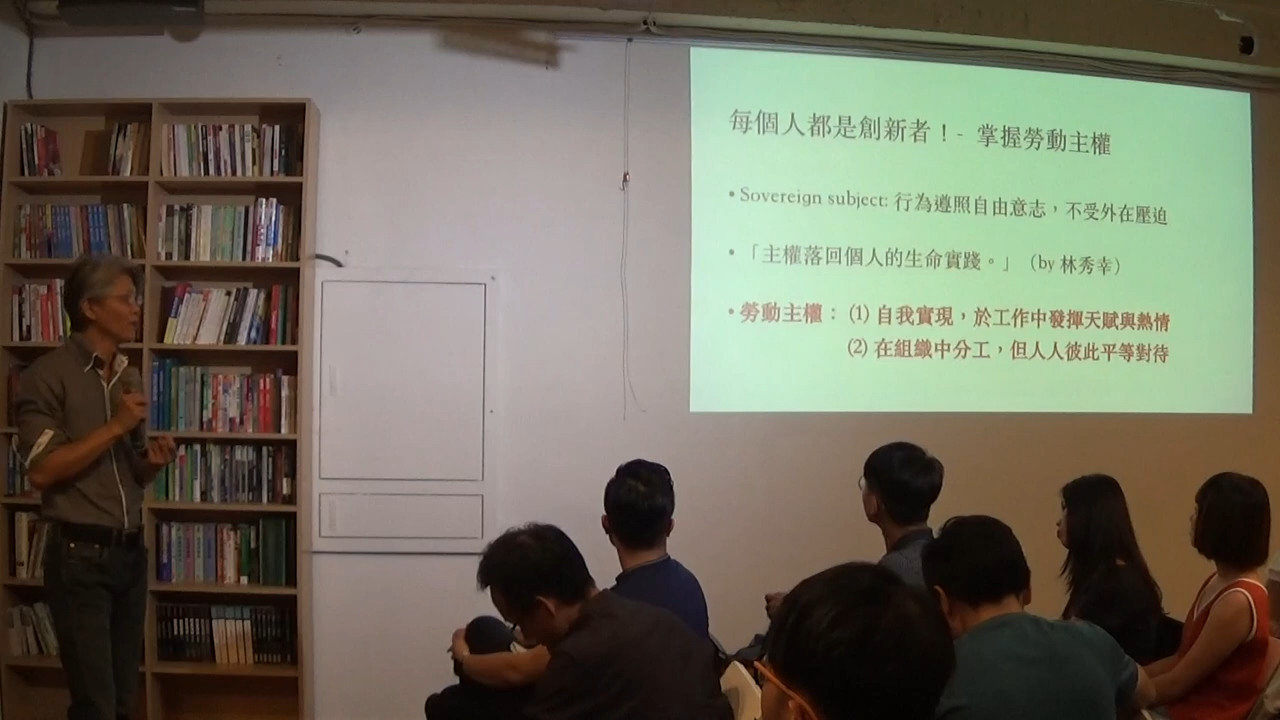 每個人都是創新者！- 掌握勞動主權
• Sovereign subject: 行為遵照自由意志，不受外在壓迫
• 「主權落回個人的生命實踐。」（by 林秀幸）
• 勞動主權： (1) 自我實現，於工作中發揮天賦與熱情
(2) 在組織中分工，但人人彼此平等對待